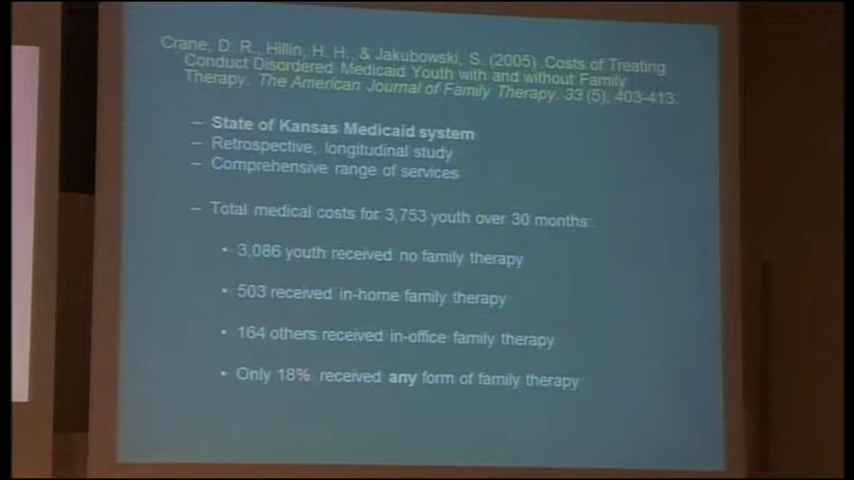 Crane, D. R., Hillin, H. H., & Jakubowski, S. (2005). Costs of Treating
Conduct Disordered Medicaid Youth with and without Family
Therapy. The American Journal of Family Therapy. 33 (5), 403-413.
– State of Kansas Medicaid system
– Retrospective, longitudinal study
– Comprehensive range of services
– Total medical costs for 3,753 youth over 30 months:
• 3,086 youth received no family therapy
• 503 received in-home family therapy
• 164 others received in-office family therapy
• Only 18% received any form of family therapy